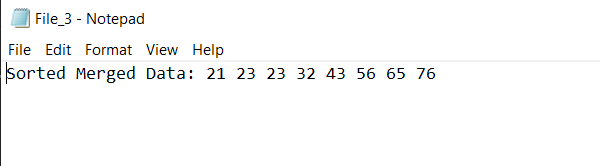 File_3 - Notepad
File Edit Format View Help
Sorted Merged Data: 21 23 23 32 43 56 65 76